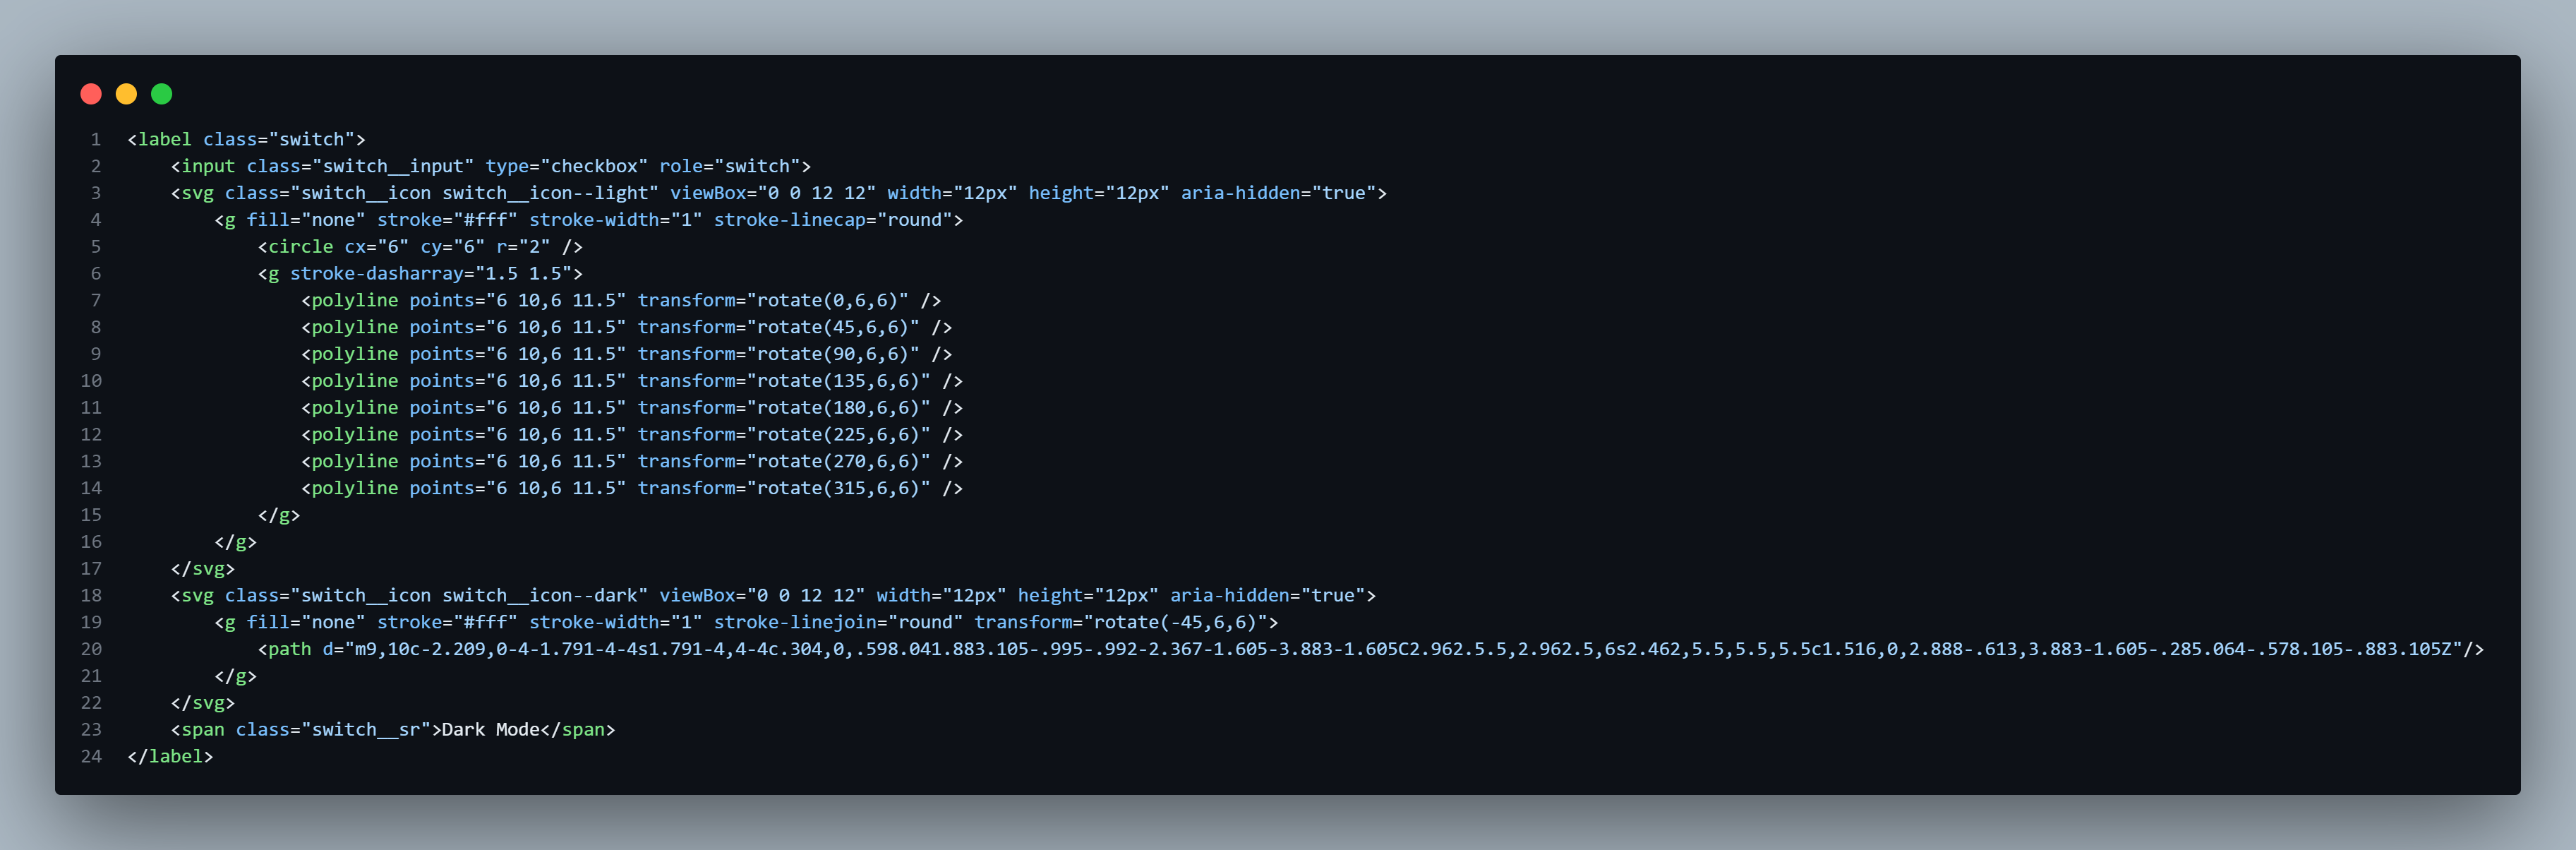 1 <label class="switch">
2     <input class="switch__input" type="checkbox" role="switch">
3     <svg class="switch__icon switch__icon--light" viewBox="0 0 12 12" width="12px" height="12px" aria-hidden="true">
4         <g fill="none" stroke="#fff" stroke-width="1" stroke-linecap="round">
5             <circle cx="6" cy="6" r="2" />
6             <g stroke-dasharray="1.5 1.5">
7                 <polyline points="6 10,6 11.5" transform="rotate(0,6,6)" />
8                 <polyline points="6 10,6 11.5" transform="rotate(45,6,6)" />
9                 <polyline points="6 10,6 11.5" transform="rotate(90,6,6)" />
10                 <polyline points="6 10,6 11.5" transform="rotate(135,6,6)" />
11                 <polyline points="6 10,6 11.5" transform="rotate(180,6,6)" />
12                 <polyline points="6 10,6 11.5" transform="rotate(225,6,6)" />
13                 <polyline points="6 10,6 11.5" transform="rotate(270,6,6)" />
14                 <polyline points="6 10,6 11.5" transform="rotate(315,6,6)" />
15             </g>
16         </g>
17     </svg>
18     <svg class="switch__icon switch__icon--dark" viewBox="0 0 12 12" width="12px" height="12px" aria-hidden="true">
19         <g fill="none" stroke="#fff" stroke-width="1" stroke-linejoin="round" transform="rotate(-45,6,6)">
20             <path d="m9,10c-2.209,0-4-1.791-4-4s1.791-4,4-4c.304,0,.598.041.883.105-.995-.992-2.367-1.605-3.883-1.605C2.962.5.5,2.962.5,6s2.462,5.5,5.5,5.5c1.516,0,2.888-.613,3.883-1.605-.285.064-.578.105-.883.105Z"/>
21         </g>
22     </svg>
23     <span class="switch__sr">Dark Mode</span>
24 </label>